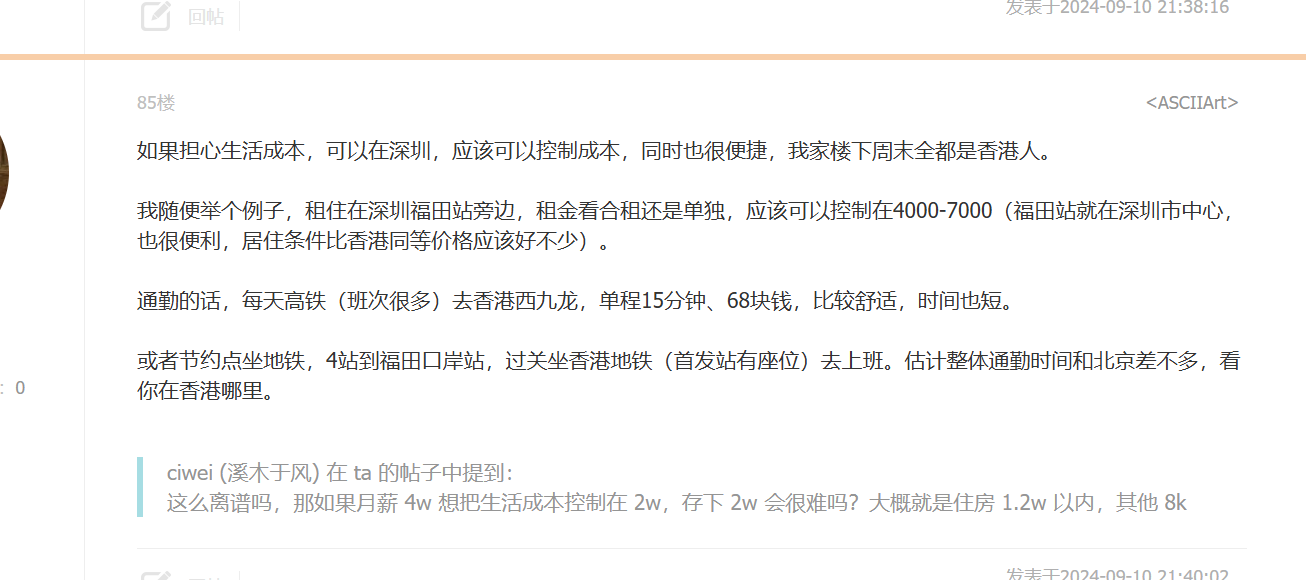 回帖
发表于2024-09-10 21:38:16
85楼
<ASCIIArt>
如果担心生活成本，可以在深圳，应该可以控制成本，同时也很便捷，我家楼下周末全都是香港人。
我随便举个例子，租住在深圳福田站旁边，租金看合租还是单独，应该可以控制在4000-7000（福田站就在深圳市中心，
也很便利，居住条件比香港同等价格应该好不少）。
通勤的话，每天高铁（班次很多）去香港西九龙，单程15分钟、68块钱，比较舒适，时间也短。
或者节约点坐地铁，4站到福田口岸站，过关坐香港地铁（首发站有座位）去上班。估计整体通勤时间和北京差不多，看
你在香港哪里。
：0
ciwei (溪木于风) 在 ta 的帖子中提到：
这么离谱吗，那如果月薪 4w 想把生活成本控制在 2w，存下 2w 会很难吗？大概就是住房 1.2w 以内，其他 8k
发表于2024-09-10 21:40:02